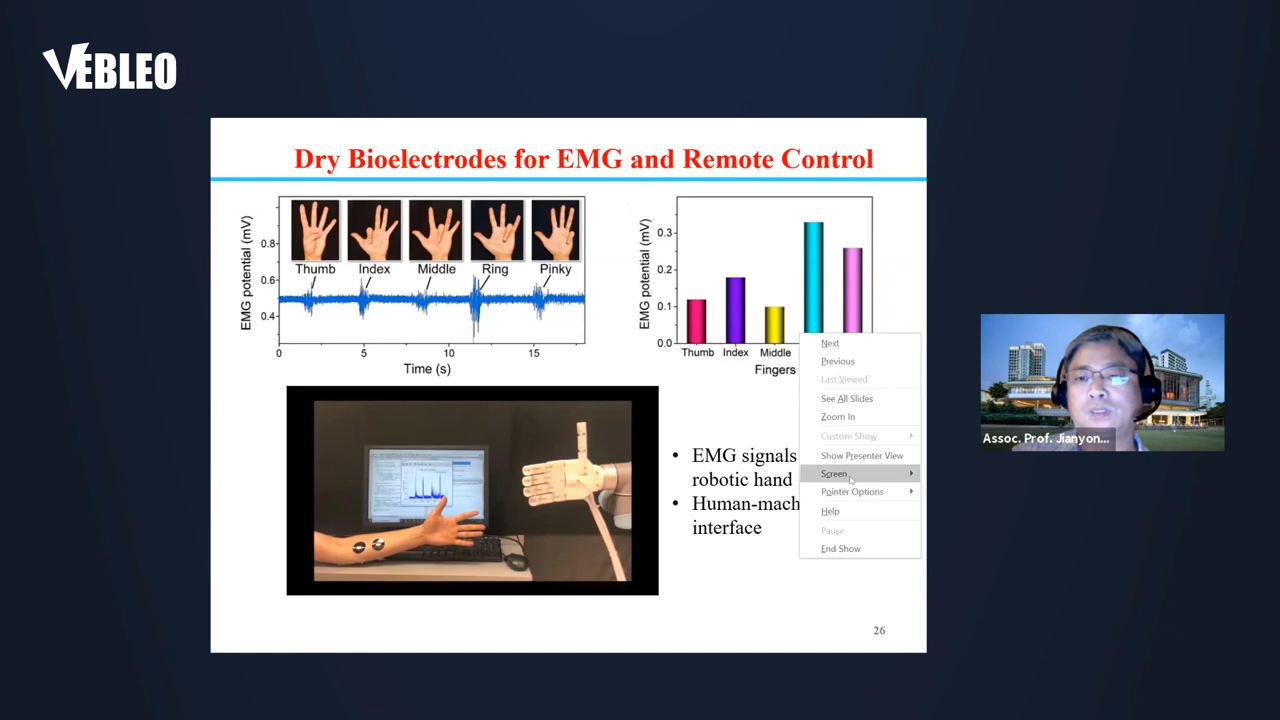 VEBLEO
Dry Bioelectrodes for EMG and Remote Control
EMG potential (mV)
0.8
0.6
0.4
Thumb
Index
Middle
Ring
Pinky
0
5
10
15
Time (s)
EMG potential (mV)
0.3
0.2
0.1
0.0
Thumb
Index
Middle
Fingers
• EMG signals
robotic hand
• Human-mach
interface
Next
Previous
Last Viewed
See All Slides
Zoom In
Custom Show
Show Presenter View
Screen
Pointer Options
Help
Pause
End Show
26
Assoc. Prof. Jianyon...